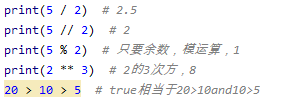 print(5 / 2)  # 2.5
print(5 // 2)  # 2
print(5 % 2)  # 只要余数，模运算，1
print(2 ** 3)  # 2的3次方，8
20 > 10 > 5  # true相当于20>10and10>5